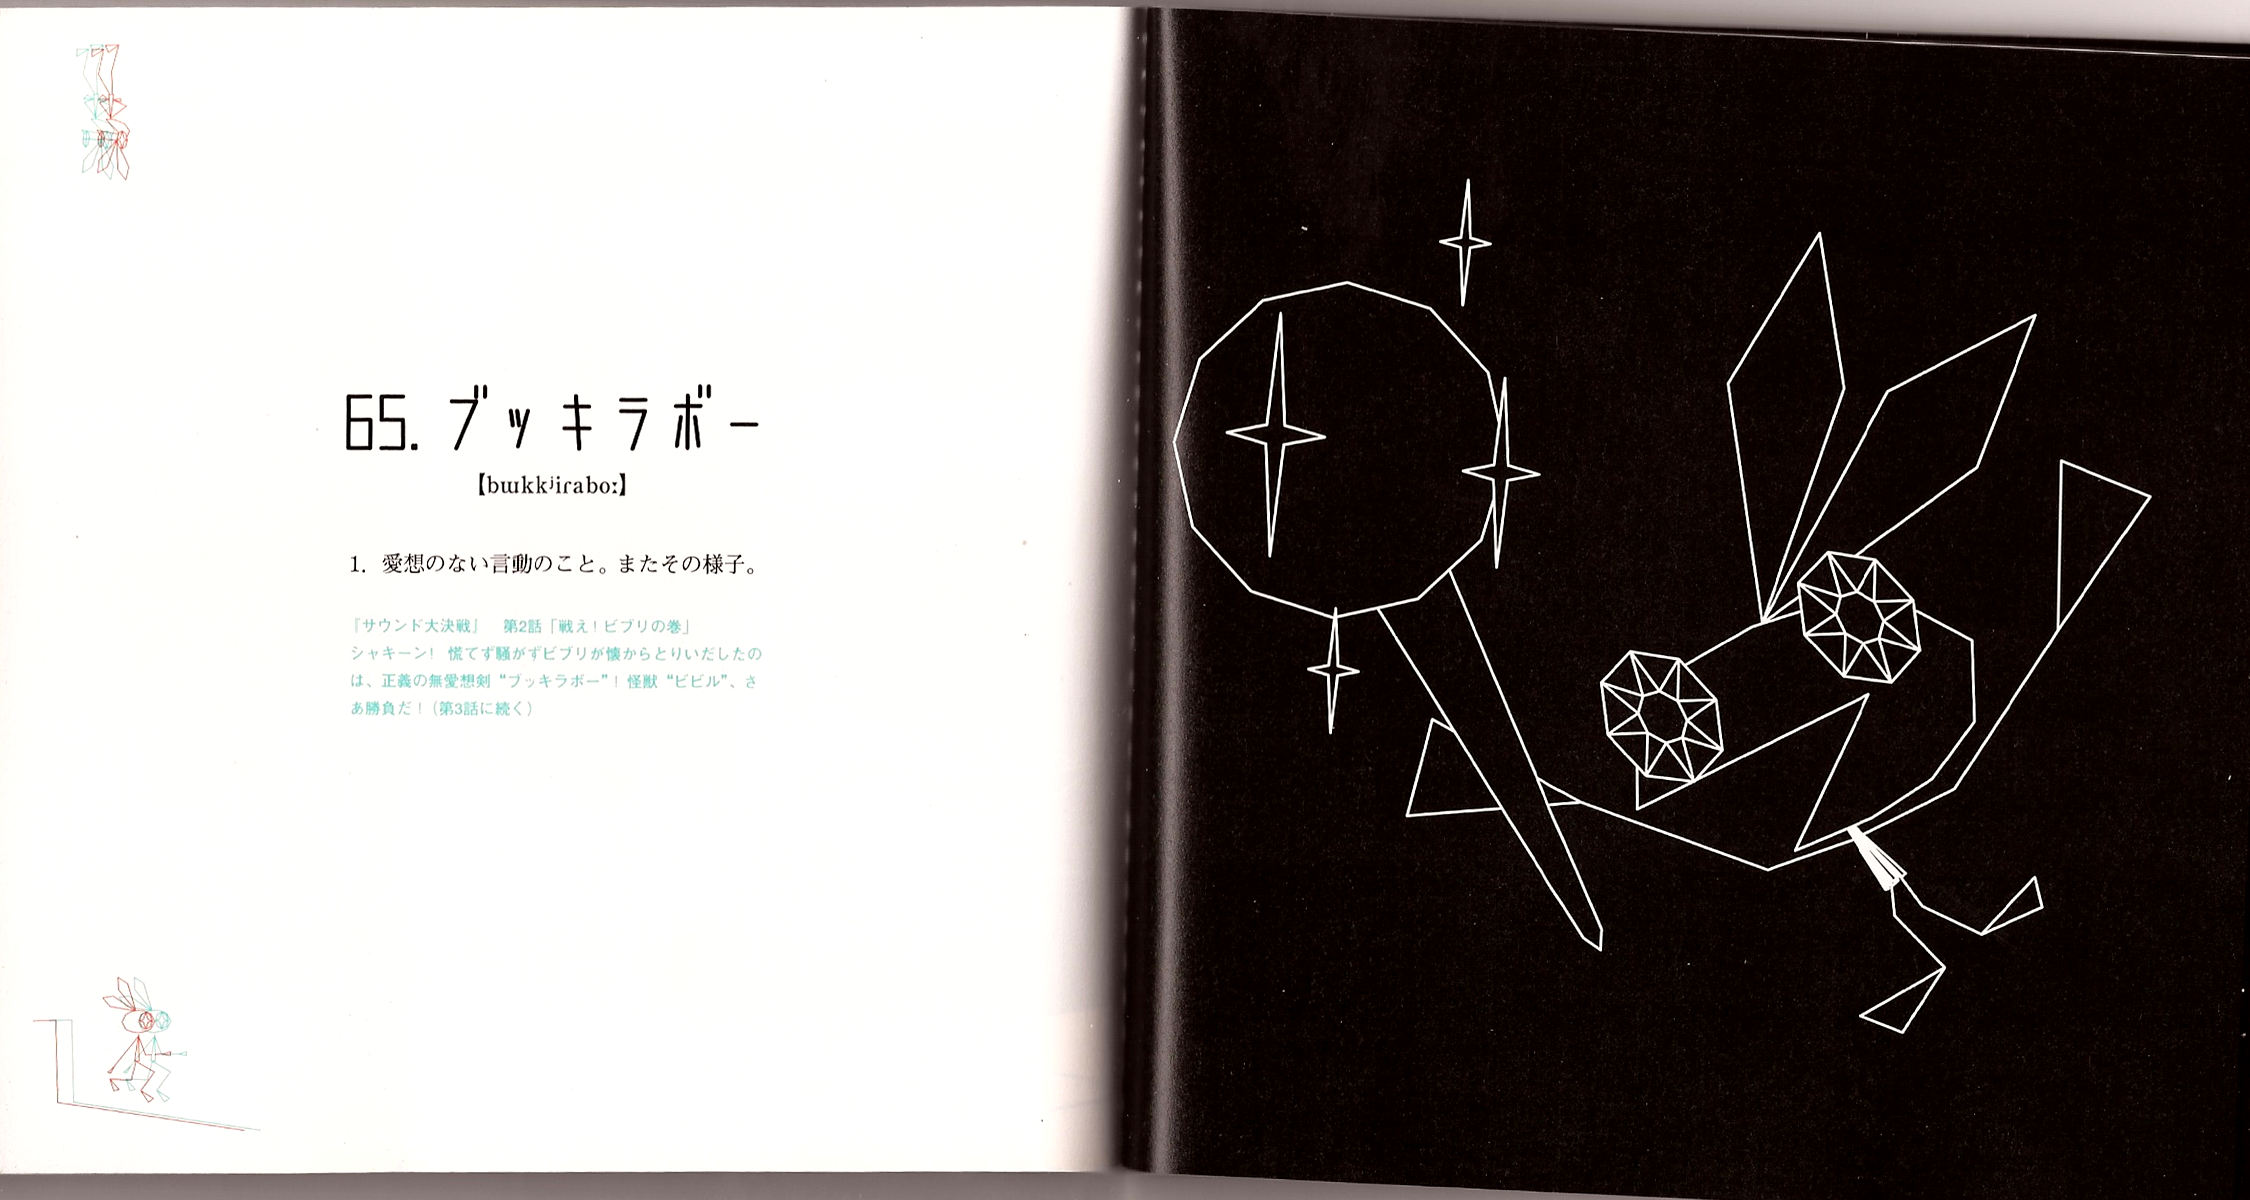 65. ブッキラボー
【bɯkkʲiɾaboː】
1. 愛想のない言動のこと。またその様子。
『サウンド大決戦』 第2話「戦え！ビブリの巻」
シャキーン！ 慌てず騒がずビブリが懐からとりいだしたの
は、正義の無愛想剣“ブッキラボー”！怪獣“ビビル”、さ
あ勝負だ！（第3話に続く）